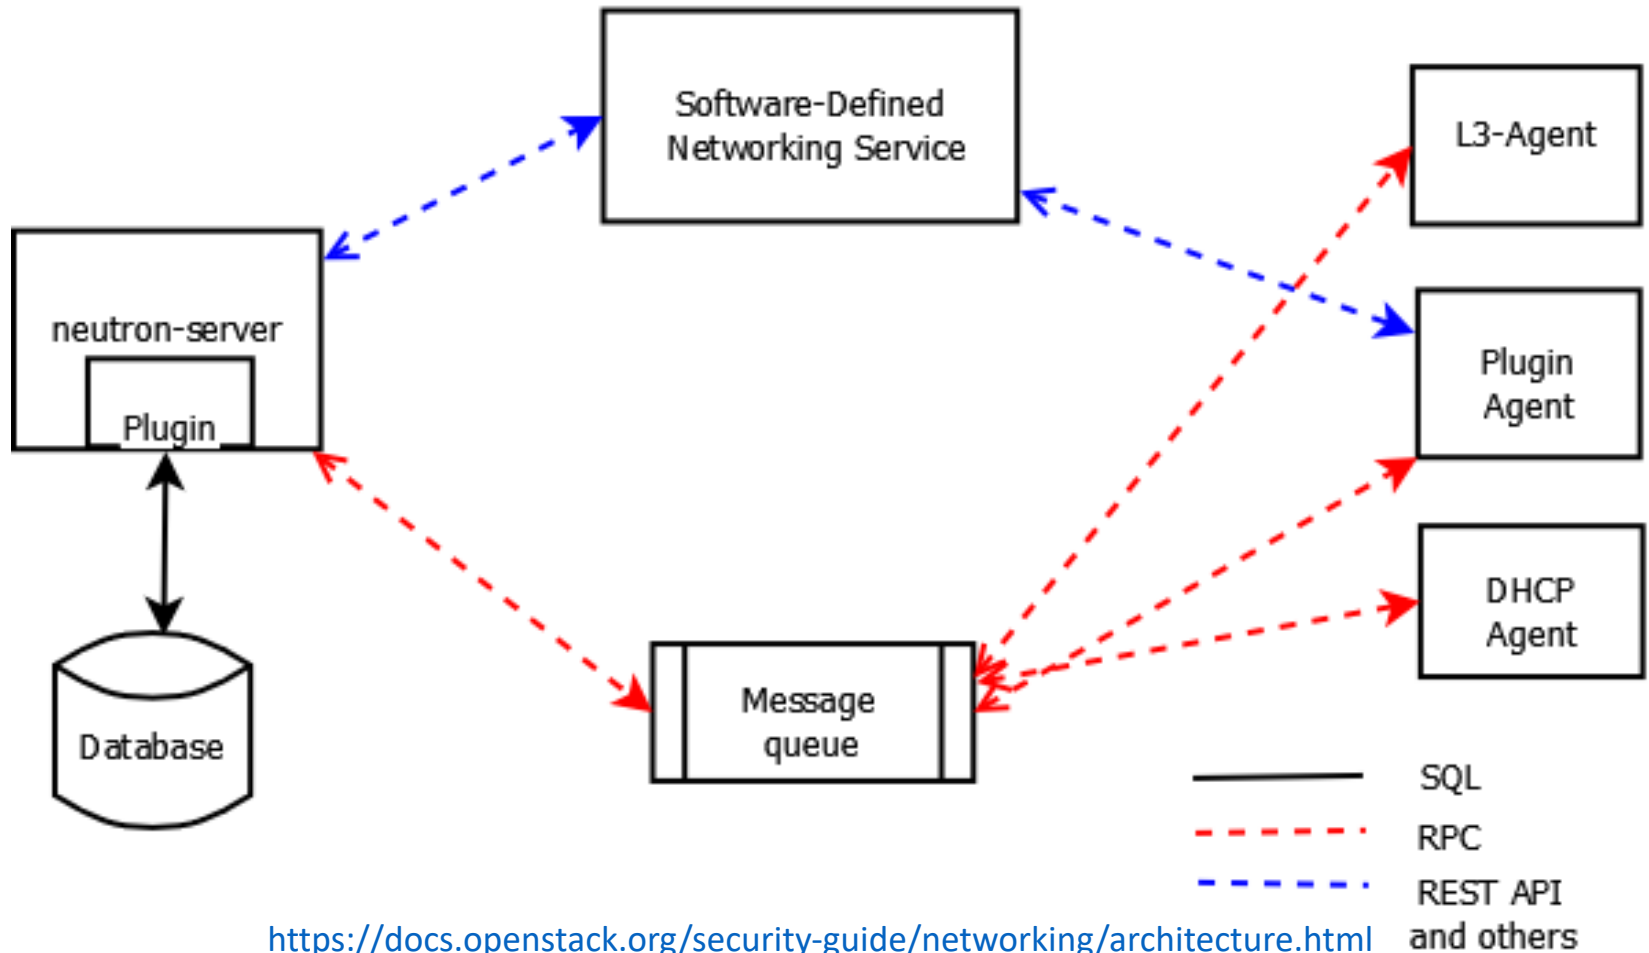 Software-Defined
Networking Service
L3-Agent
neutron-server
Plugin
Plugin
Agent
DHCP
Agent
Message
queue
Database
SQL
RPC
REST API
and others
https://docs.openstack.org/security-guide/networking/architecture.html